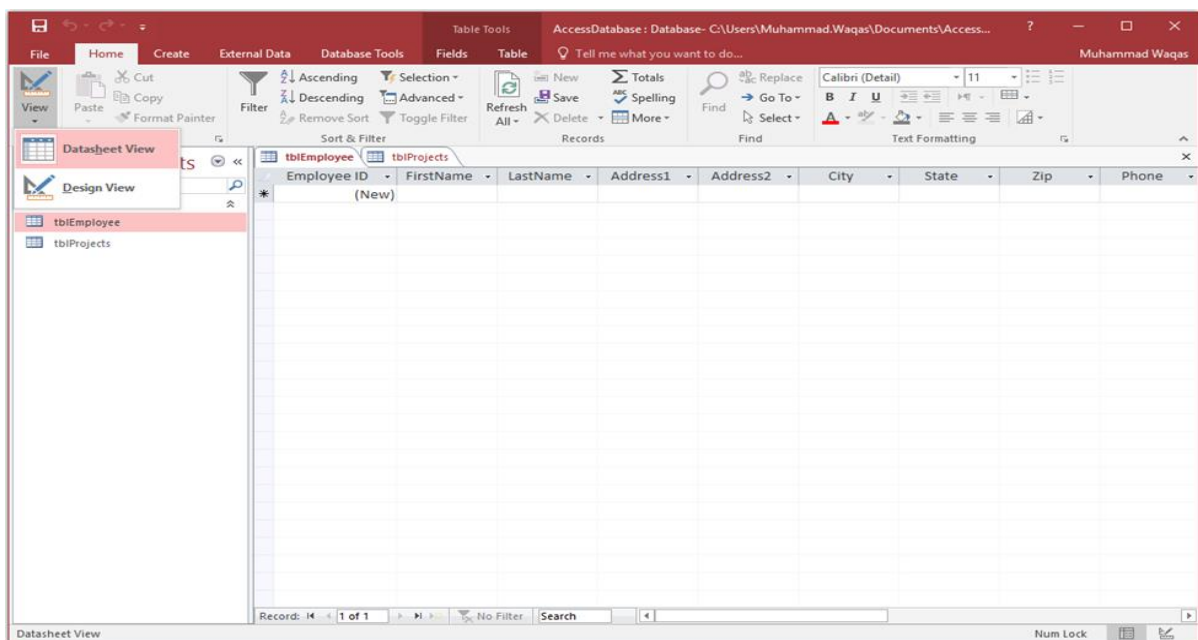 Table Tools AccessDatabase : Database- C:\Users\Muhammad.Waqas\Documents\Access... ?
File Home Create External Data Database Tools Fields Table Tell me what you want to do... Muhammad Waqas
View Paste Cut Copy Format Painter
Filter Ascending Descending Remove Sort Selection Advanced Toggle Filter
Refresh All New Save Delete Totals Spelling More
Find Replace Go To Select
Calibri (Detail) 11
B I U A
Sort & Filter Records Find Text Formatting
Datasheet View
Design View
ts
tblEmployee
tblProjects
tblEmployee tblProjects
Employee ID FirstName LastName Address1 Address2 City State Zip Phone
(New)
Record: 1 of 1 No Filter Search
Datasheet View Num Lock